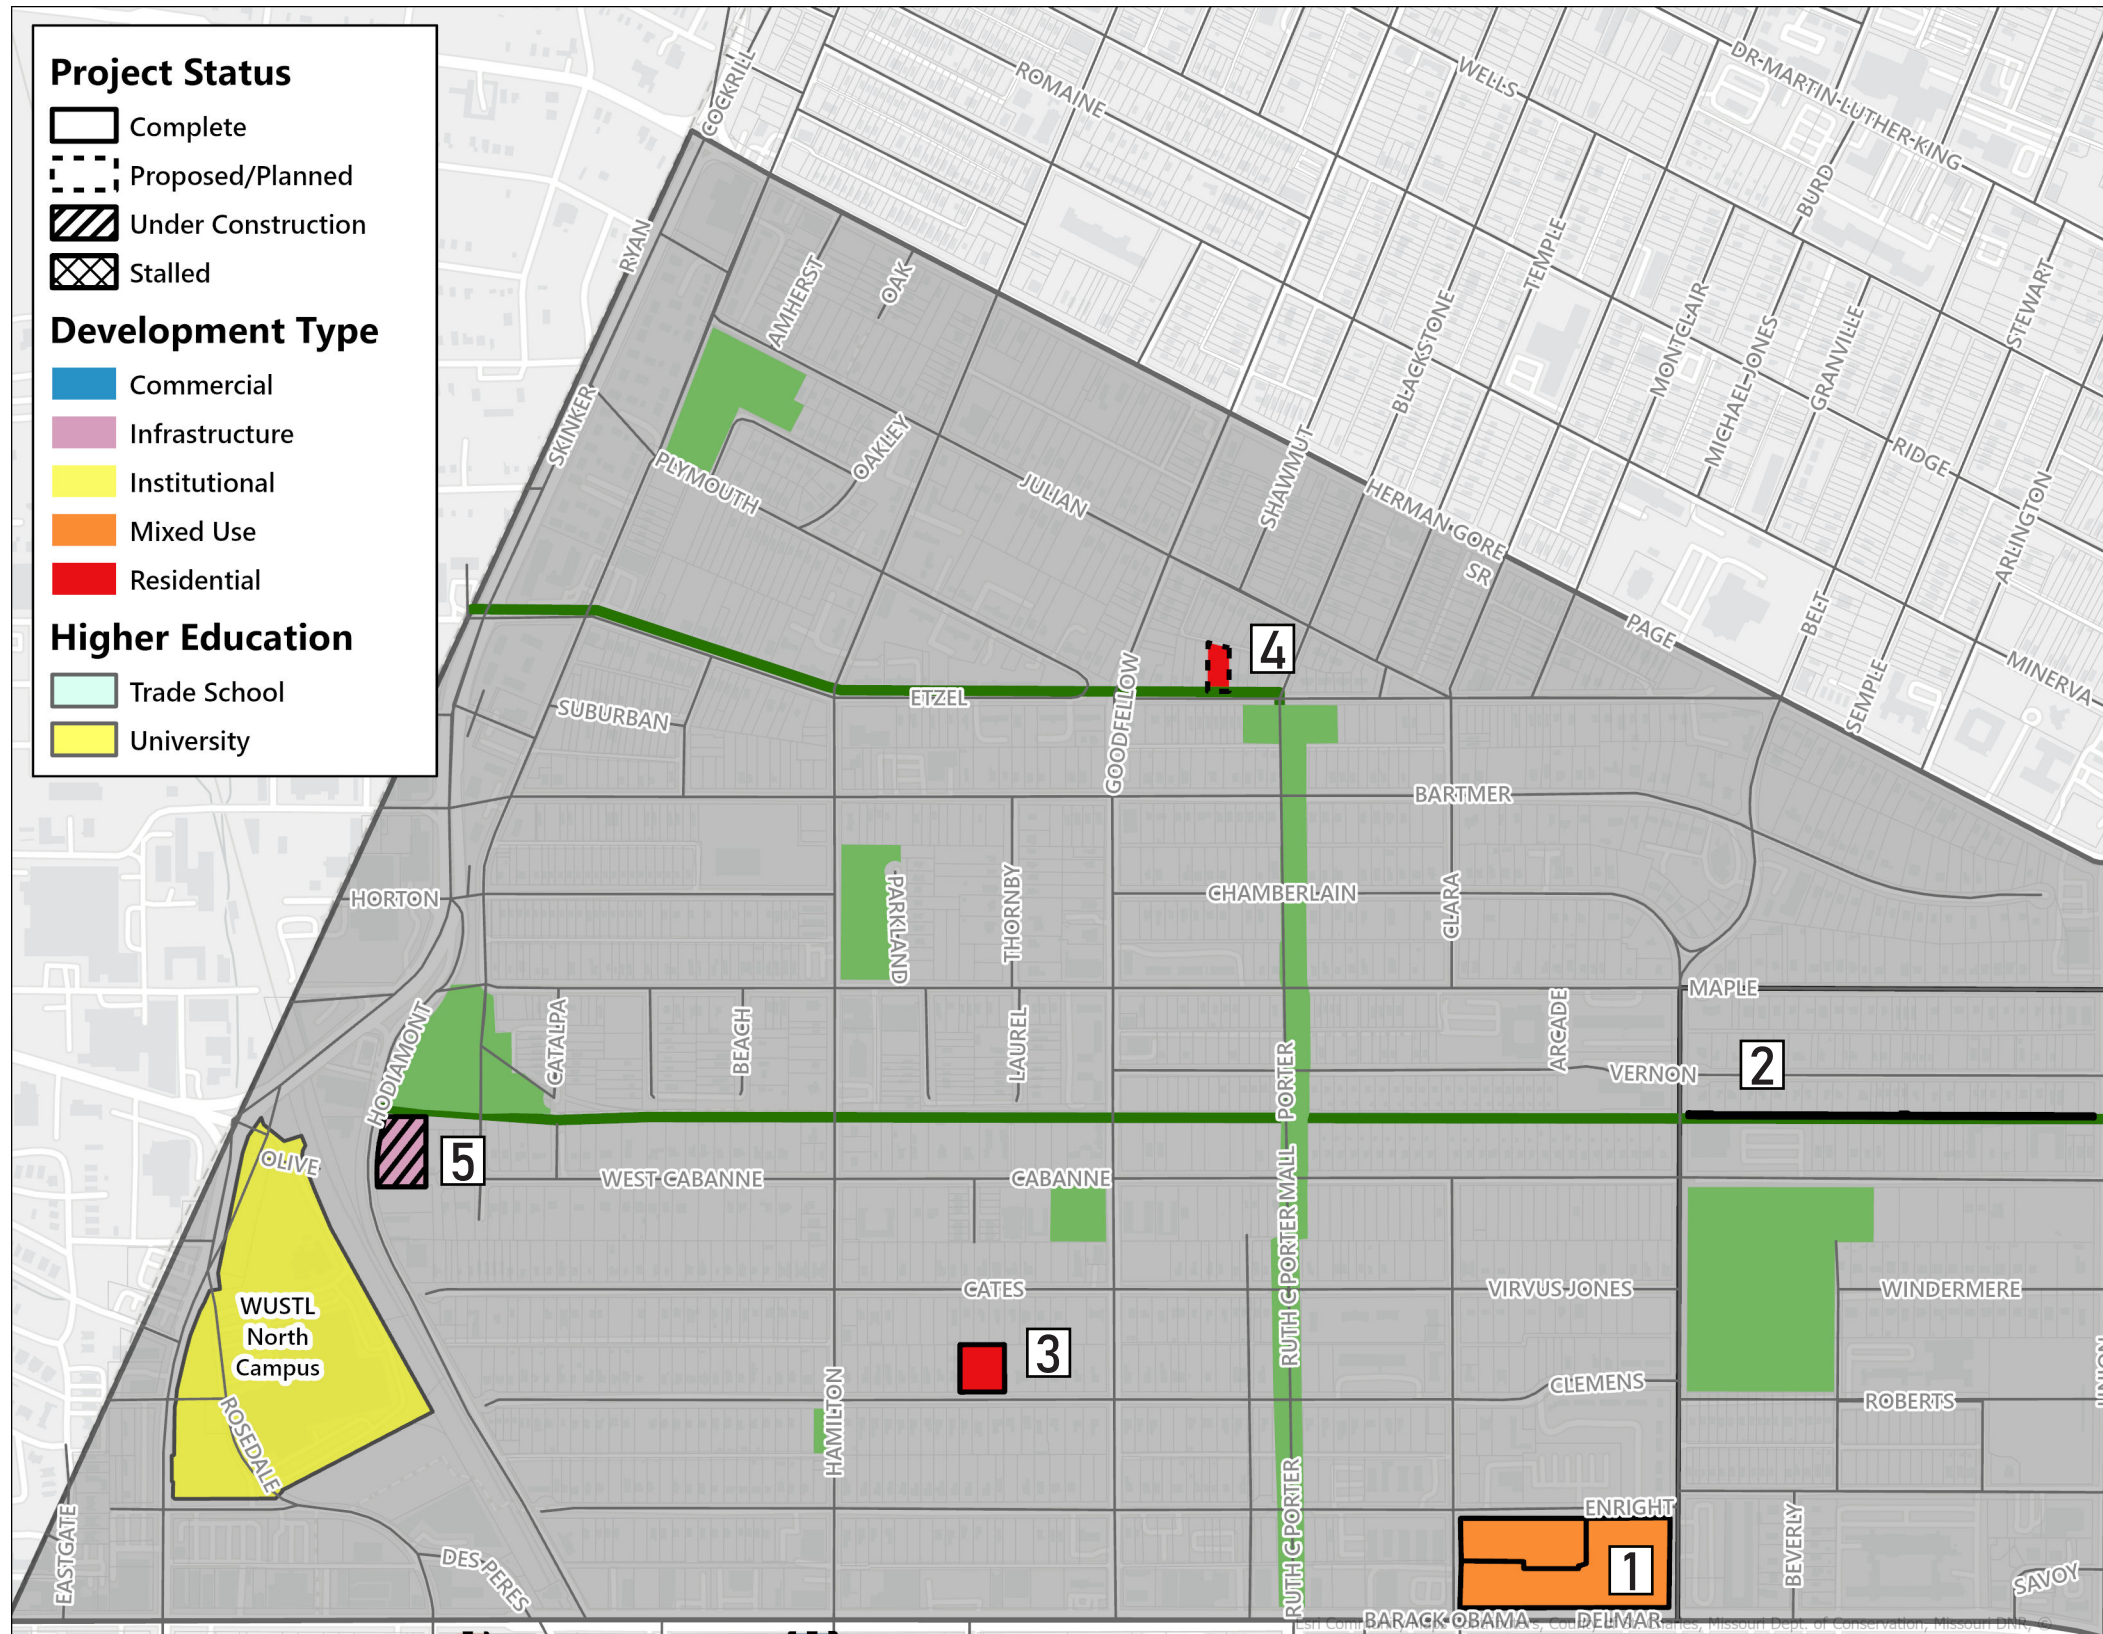 Project Status
Complete
Proposed/Planned
Under Construction
Stalled
Development Type
Commercial
Infrastructure
Institutional
Mixed Use
Residential
Higher Education
Trade School
University
COCKRILL
ROMAINE
WELLS
DR-MARTIN-LUTHER-KING
BURD
RYAN
AMHERST
OAK
TEMPLE
BLACKSTONE
MONTCLAIR
MICHAEL-JONES
GRANVILLE
STEWART
SKINKER
PLYMOUTH
OAKLEY
JULIAN
SHAWMUT
HERMAN GORE
SR
RIDGE
ARLINGTON
PAGE
BELT
SEMPLE
MINERVA
4
SUBURBAN
ETZEL
GOODFELLOW
BARTMER
HORTON
PARKLAND
THORNBY
CHAMBERLAIN
CLARA
MAPLE
HODIAMONT
CATALPA
BEACH
LAUREL
PORTER
ARCADE
VERNON
2
OLIVE
5
WEST CABANNE
CABANNE
RUTH C PORTER MALL
WUSTL
North
Campus
CATES
VIRVUS JONES
WINDERMERE
3
UNION
HAMILTON
CLEMENS
ROBERTS
ROSEDALE
RUTH C PORTER
ENRIGHT
EASTGATE
DES PERES
1
BEVERLY
SAVOY
BARACK OBAMA
DELMAR